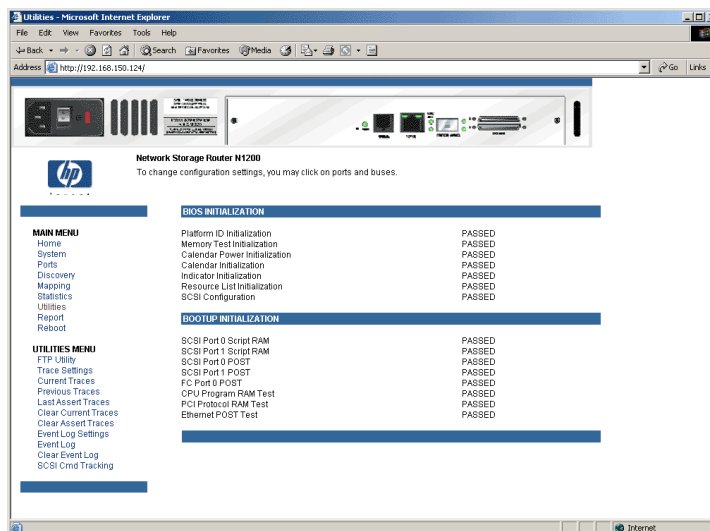 Utilities - Microsoft Internet Explorer
File Edit View Favorites Tools Help
Back Search Favorites Media
Address http://192.168.150.124/ Go Links
hp
Network Storage Router N1200
To change configuration settings, you may click on ports and buses.
MAIN MENU
Home
System
Ports
Discovery
Mapping
Statistics
Utilities
Report
Reboot
UTILITIES MENU
FTP Utility
Trace Settings
Current Traces
Previous Traces
Last Assert Traces
Clear Current Traces
Clear Assert Traces
Event Log Settings
Event Log
Clear Event Log
SCSI Cmd Tracking
BIOS INITIALIZATION
Platform ID Initialization PASSED
Memory Test Initialization PASSED
Calendar Power Initialization PASSED
Calendar Initialization PASSED
Indicator Initialization PASSED
Resource List Initialization PASSED
SCSI Configuration PASSED
BOOTUP INITIALIZATION
SCSI Port 0 Script RAM PASSED
SCSI Port 1 Script RAM PASSED
SCSI Port 0 POST PASSED
SCSI Port 1 POST PASSED
FC Port 0 POST PASSED
CPU Program RAM Test PASSED
PCI Protocol RAM Test PASSED
Ethernet POST Test PASSED
Internet